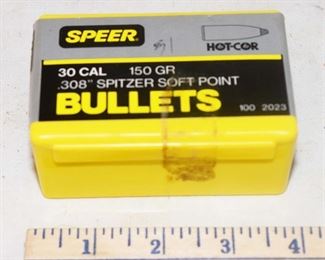 SPEER
HOT-COR
30 CAL 150 GR
.308" SPITZER SOFT POINT
BULLETS
100 2023
1 2 3 4